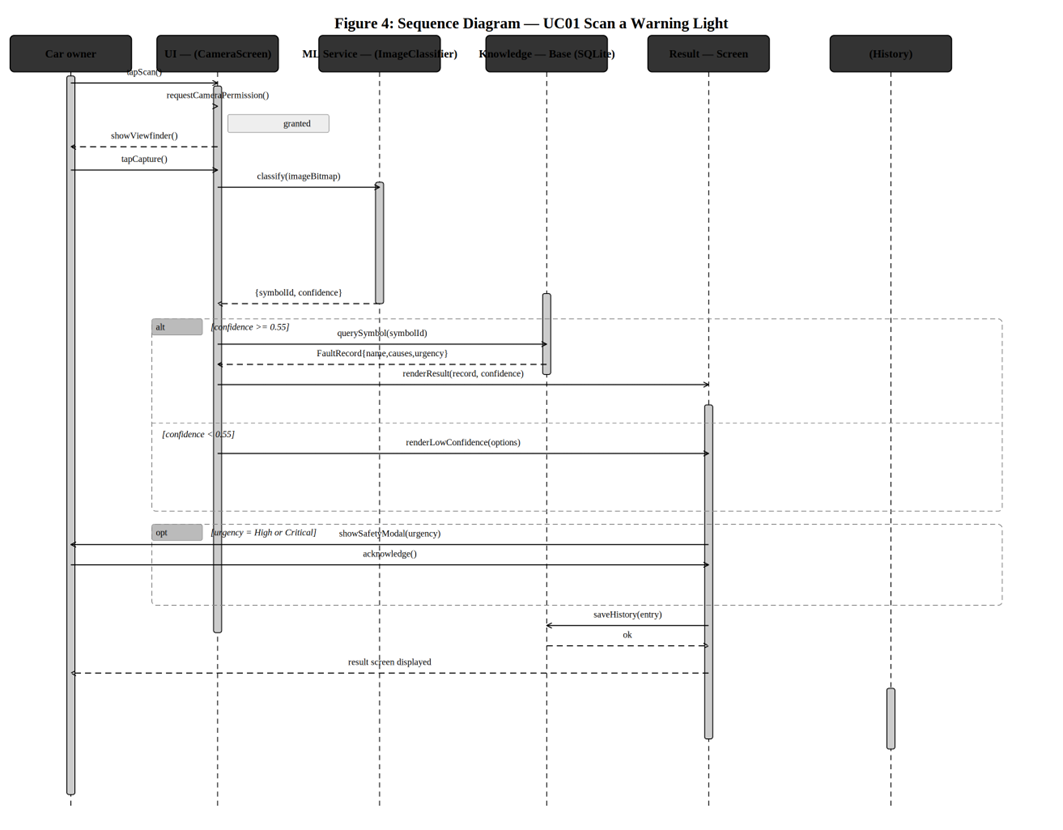 Figure 4: Sequence Diagram — UC01 Scan a Warning Light
Car owner
UI — (CameraScreen)
ML Service — (ImageClassifier)
Knowledge — Base (SQLite)
Result — Screen
(History)
tapScan()
requestCameraPermission()
granted
showViewfinder()
tapCapture()
classify(imageBitmap)
{symbolId, confidence}
alt
[confidence >= 0.55]
querySymbol(symbolId)
FaultRecord{name,causes,urgency}
renderResult(record, confidence)
[confidence < 0.55]
renderLowConfidence(options)
opt
[urgency = High or Critical]
showSafetyModal(urgency)
acknowledge()
saveHistory(entry)
ok
result screen displayed